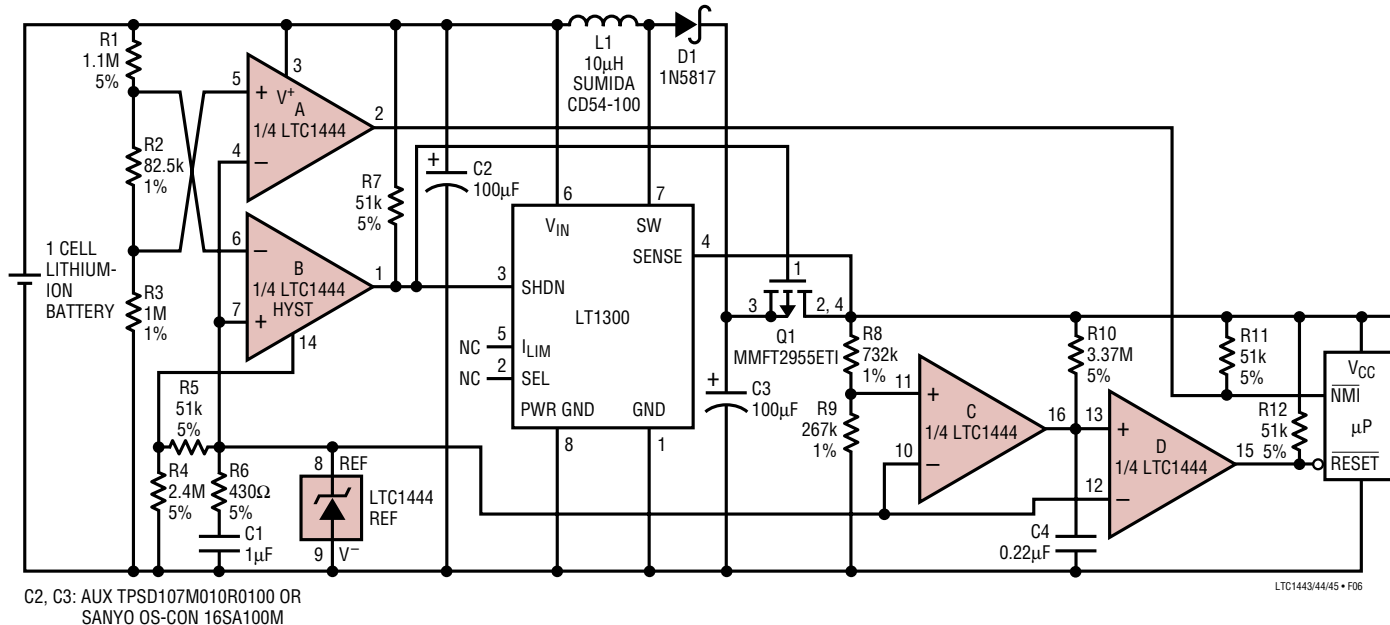 R1
1.1M
5%
R2
82.5k
1%
R3
1M
1%
1 CELL
LITHIUM-
ION
BATTERY
5
+
V+
3
A
1/4 LTC1444
2
4
−
6
−
B
1/4 LTC1444
HYST
1
7
+
14
R5
51k
5%
R4
2.4M
5%
R6
430Ω
5%
C1
1µF
8 REF
LTC1444
REF
9 V−
R7
51k
5%
+
C2
100µF
L1
10µH
SUMIDA
CD54-100
D1
1N5817
6
7
VIN
SW
SENSE
4
3
SHDN
LT1300
NC
5
ILIM
NC
2
SEL
PWR GND
GND
8
1
1
3
2, 4
Q1
MMFT2955ETI
+
C3
100µF
R8
732k
1%
R9
267k
1%
11
+
C
1/4 LTC1444
16
10
−
R10
3.37M
5%
C4
0.22µF
13
+
D
1/4 LTC1444
15
12
−
R11
51k
5%
R12
51k
5%
VCC
NMI
µP
RESET
LTC1443/44/45 • F06
C2, C3: AUX TPSD107M010R0100 OR
SANYO OS-CON 16SA100M